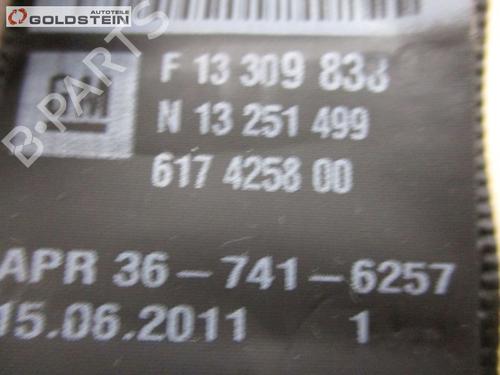 Autoteile
GOLDSTEIN
B-PARTS
GM
F 13 309 838
N 13 251 499
617 4258 00
APR 36-741-6257
15.06.2011 1